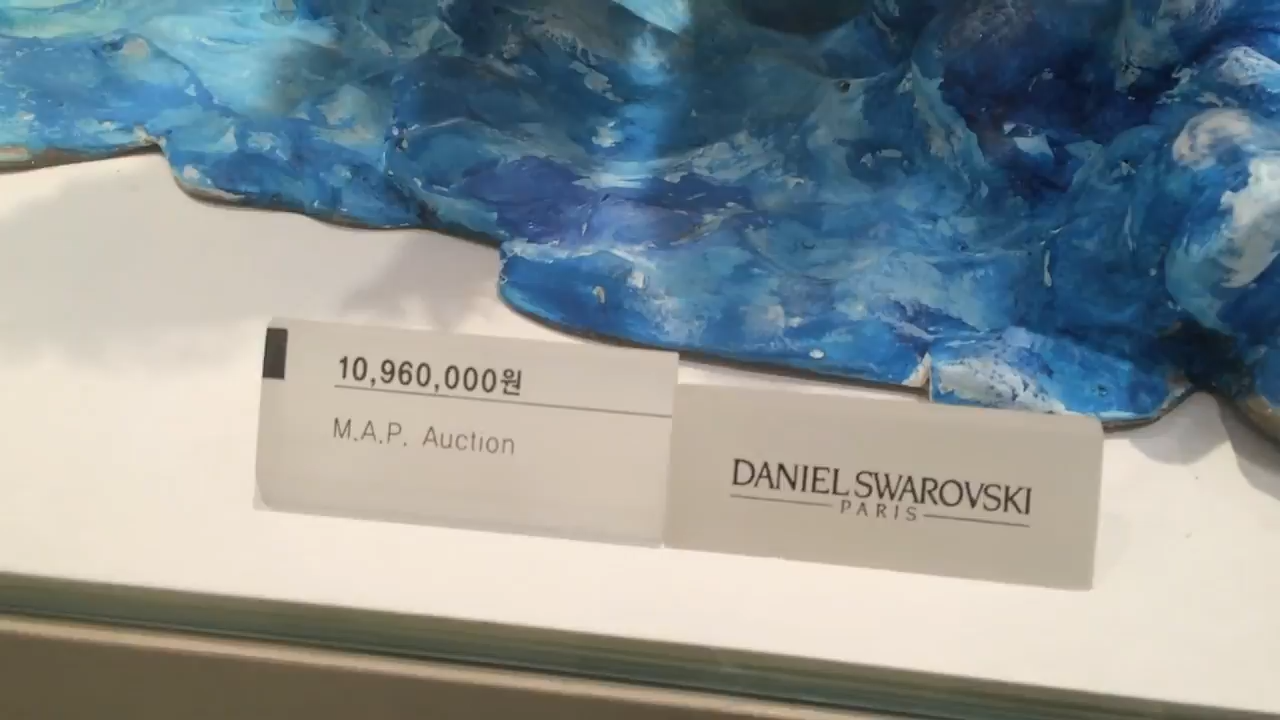 10,960,000원
M.A.P. Auction
DANIEL SWAROVSKI
PARIS